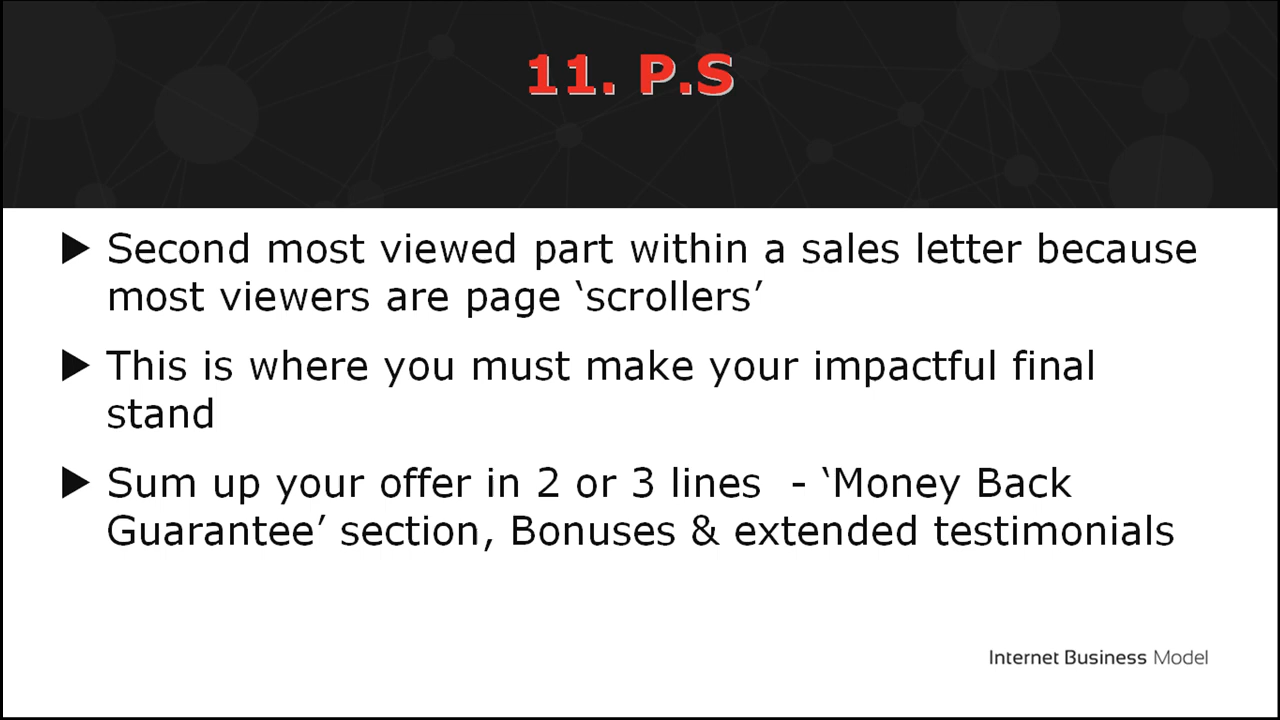 11. P.S
Second most viewed part within a sales letter because
most viewers are page ‘scrollers’
This is where you must make your impactful final
stand
Sum up your offer in 2 or 3 lines - ‘Money Back
Guarantee’ section, Bonuses & extended testimonials
Internet Business Model